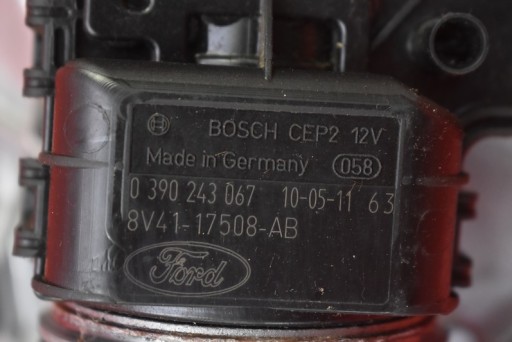 BOSCH CEP2 12V
Made in Germany 058
0 390 243 067 10-05-11 63
8V41-17508-AB
Ford